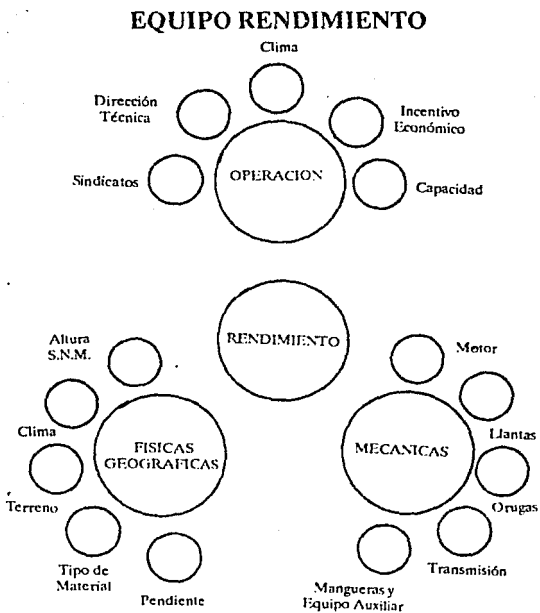 EQUIPO RENDIMIENTO
Clima
Dirección
Técnica
Incentivo
Económico
Sindicatos
OPERACION
Capacidad
RENDIMIENTO
Altura
S.N.M.
Motor
Clima
FISICAS
GEOGRAFICAS
MECANICAS
Llantas
Terreno
Orugas
Tipo de
Material
Transmisión
Pendiente
Mangueras y
Equipo Auxiliar